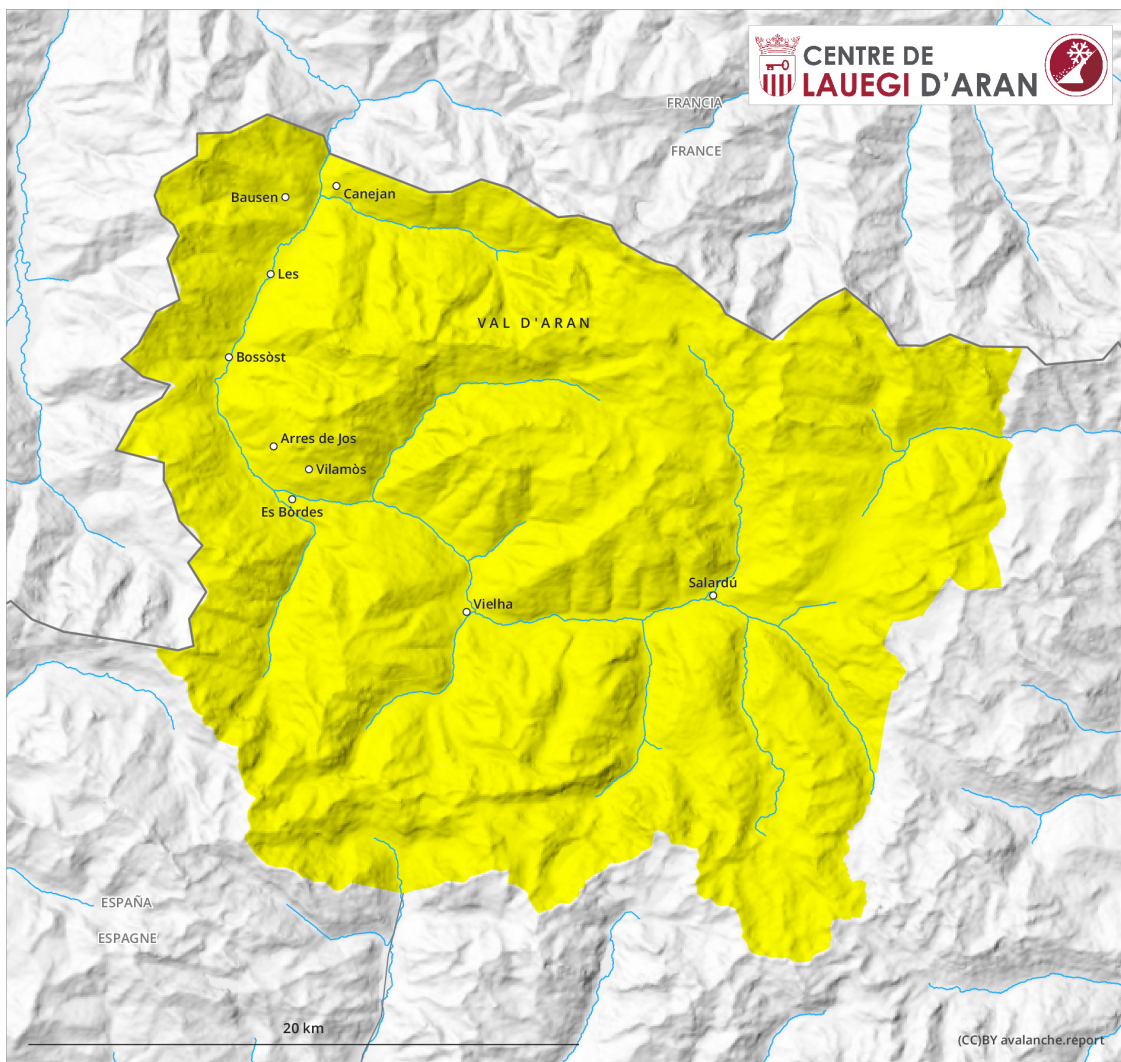 CENTRE DE
LAUEGI D'ARAN
FRANCIA
FRANCE
Bausen
Canejan
Les
VAL D'ARAN
Bossòst
Arres de Jos
Vilamòs
Es Bòrdes
Salardú
Vielha
ESPAÑA
ESPAGNE
20 km
(CC)BY avalanche.report